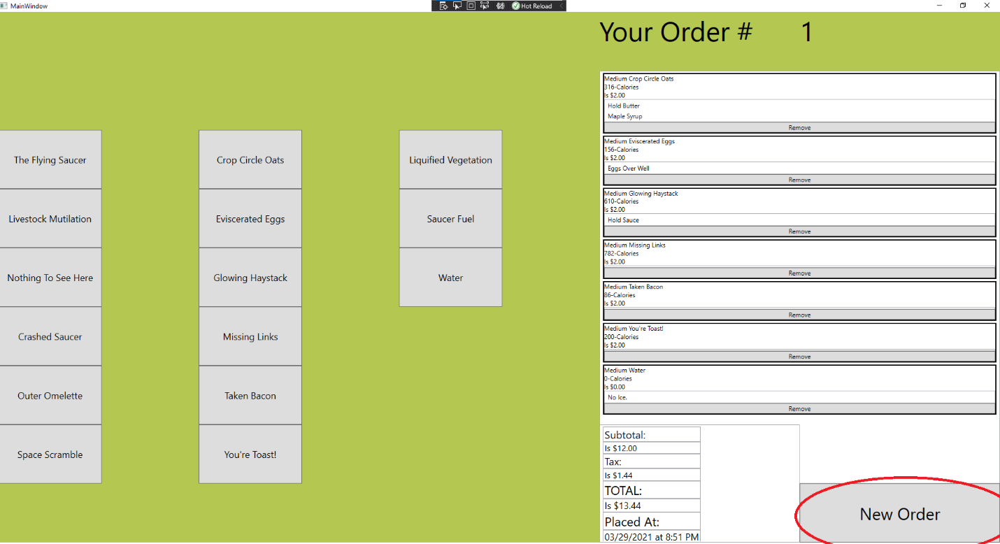 MainWindow
Hot Reload
Your Order # 1
The Flying Saucer
Livestock Mutilation
Nothing To See Here
Crashed Saucer
Outer Omelette
Space Scramble
Crop Circle Oats
Eviscerated Eggs
Glowing Haystack
Missing Links
Taken Bacon
You're Toast!
Liquified Vegetation
Saucer Fuel
Water
Medium Crop Circle Oats
316-Calories
Is $2.00
Hold Butter
Maple Syrup
Remove
Medium Eviscerated Eggs
156-Calories
Is $2.00
Eggs Over Well
Remove
Medium Glowing Haystack
610-Calories
Is $2.00
Hold Sauce
Remove
Medium Missing Links
782-Calories
Is $2.00
Remove
Medium Taken Bacon
86-Calories
Is $2.00
Remove
Medium You're Toast!
200-Calories
Is $2.00
Remove
Medium Water
0-Calories
Is $0.00
No Ice.
Remove
Subtotal:
Is $12.00
Tax:
Is $1.44
TOTAL:
Is $13.44
Placed At:
03/29/2021 at 8:51 PM
New Order